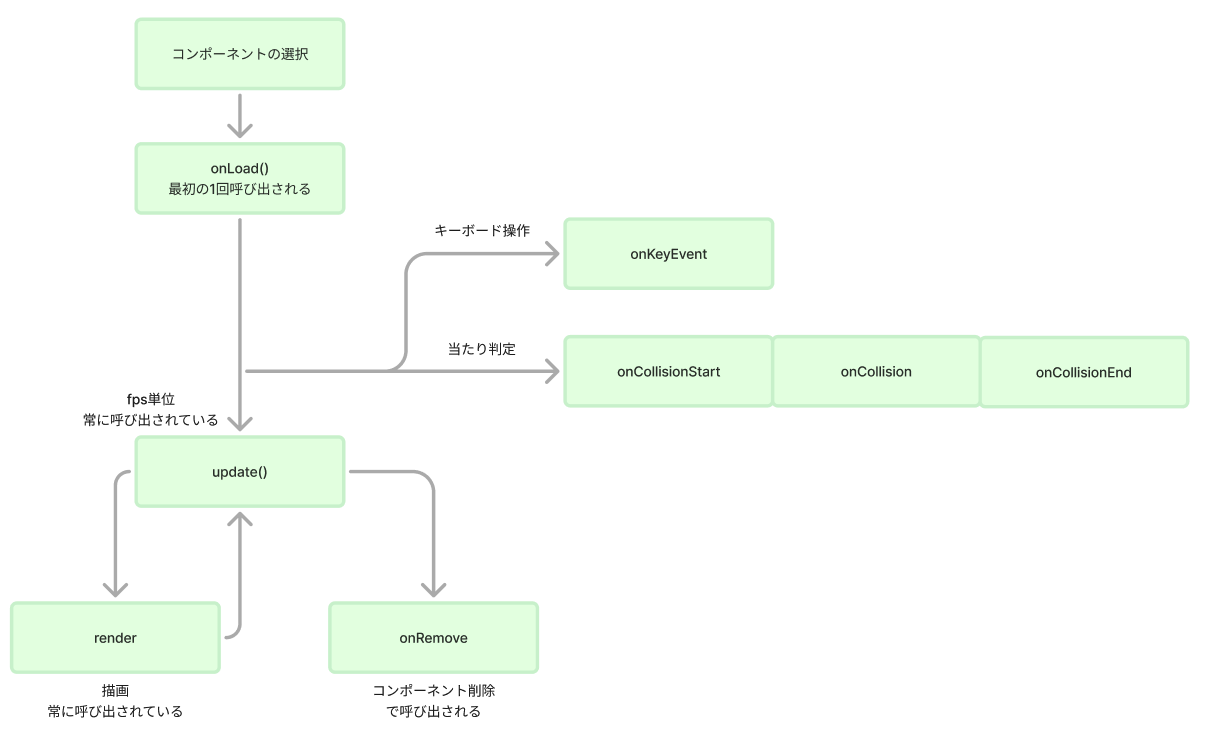 コンポーネントの選択
onLoad()
最初の1回呼び出される
キーボード操作
onKeyEvent
当たり判定
onCollisionStart
onCollision
onCollisionEnd
fps単位
常に呼び出されている
update()
render
onRemove
描画
常に呼び出されている
コンポーネント削除
で呼び出される